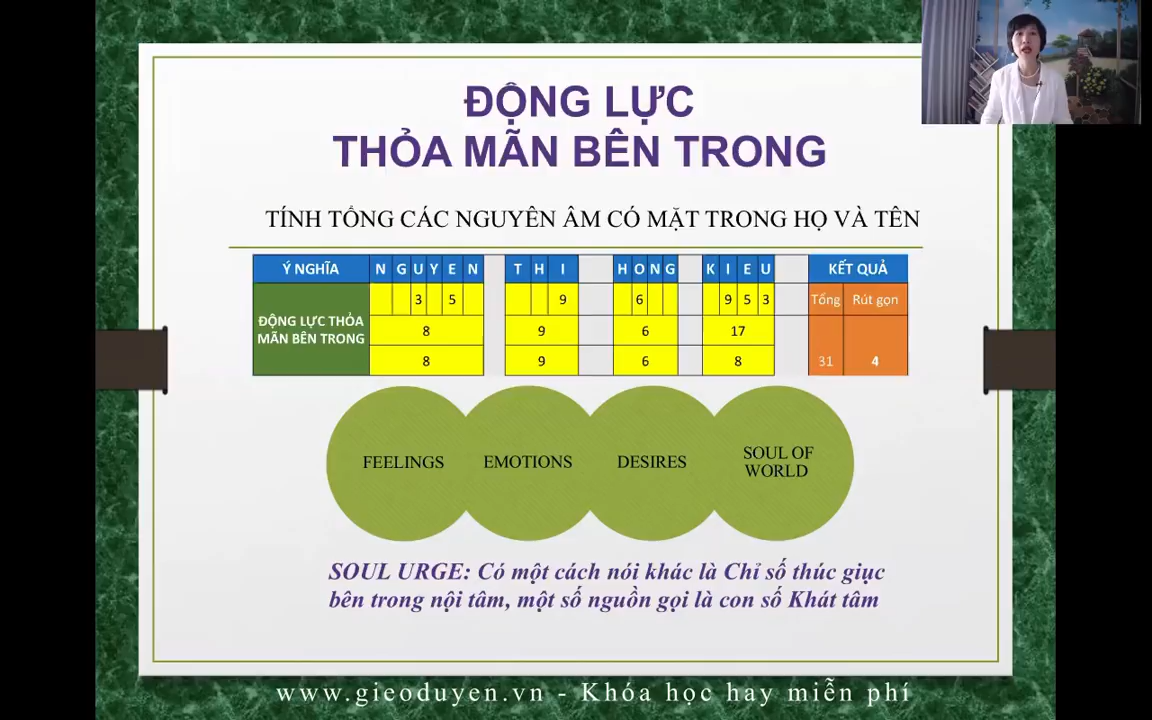 ĐỘNG LỰC
THỎA MÃN BÊN TRONG
TÍNH TỔNG CÁC NGUYÊN ÂM CÓ MẶT TRONG HỌ VÀ TÊN
Ý NGHĨA N G U Y E N T H I H O N G K I E U KẾT QUẢ
3 5 9 6 9 5 3 Tổng Rút gọn
ĐỘNG LỰC THỎA
MÃN BÊN TRONG
8 9 6 17
8 9 6 8 31 4
FEELINGS EMOTIONS DESIRES SOUL OF
WORLD
SOUL URGE: Có một cách nói khác là Chỉ số thúc giục
bên trong nội tâm, một số nguồn gọi là con số Khát tâm
www.gieoduyen.vn - Khóa học hay miễn phí